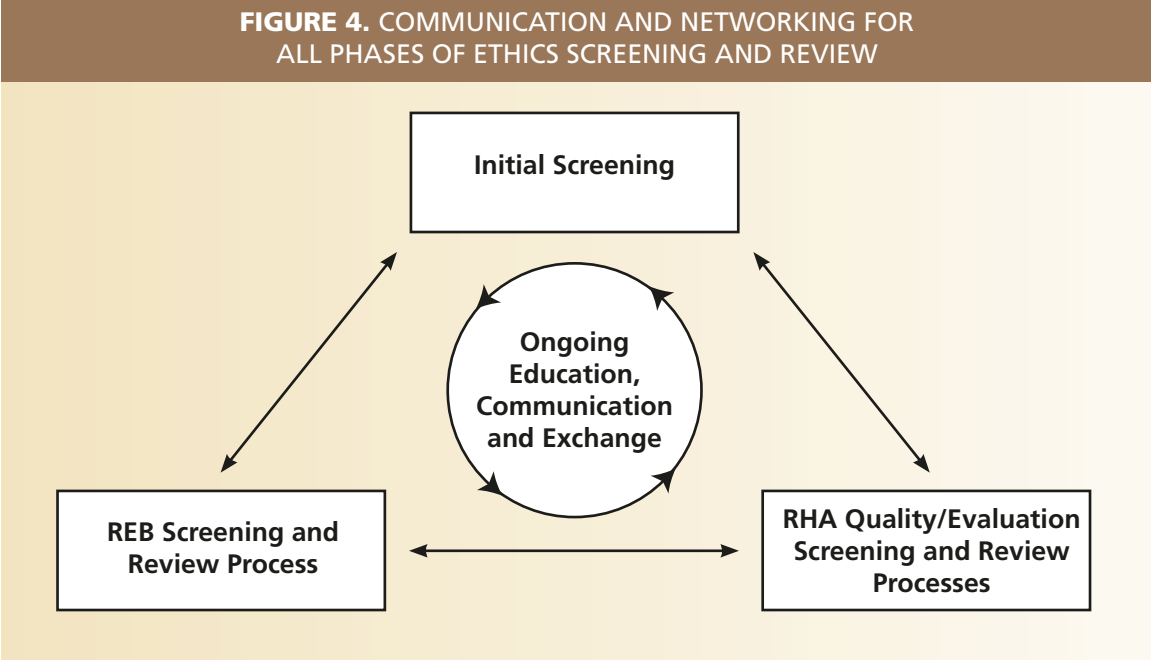 FIGURE 4. COMMUNICATION AND NETWORKING FOR
ALL PHASES OF ETHICS SCREENING AND REVIEW
Initial Screening
Ongoing
Education,
Communication
and Exchange
REB Screening and
Review Process
RHA Quality/Evaluation
Screening and Review
Processes